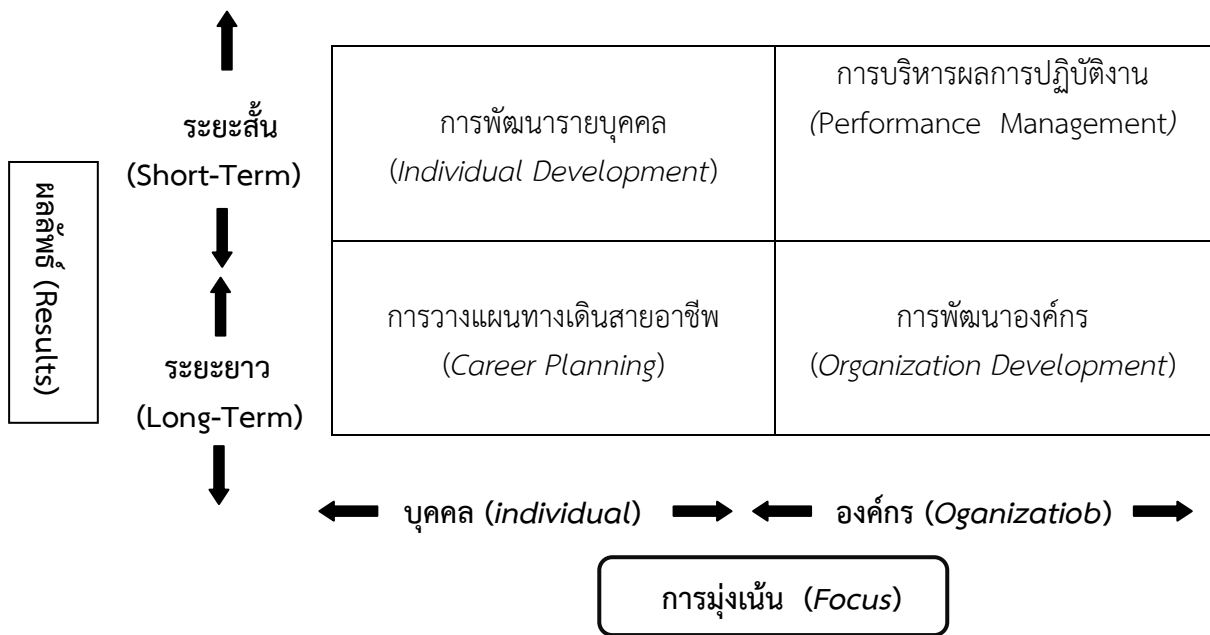 ผลลัพธ์ (Results)
ระยะสั้น
(Short-Term)
การพัฒนารายบุคคล
(Individual Development)
การบริหารผลการปฏิบัติงาน
(Performance Management)
ระยะยาว
(Long-Term)
การวางแผนทางเดินสายอาชีพ
(Career Planning)
การพัฒนาองค์กร
(Organization Development)
บุคคล (individual)
องค์กร (Oganizatiob)
การมุ่งเน้น (Focus)